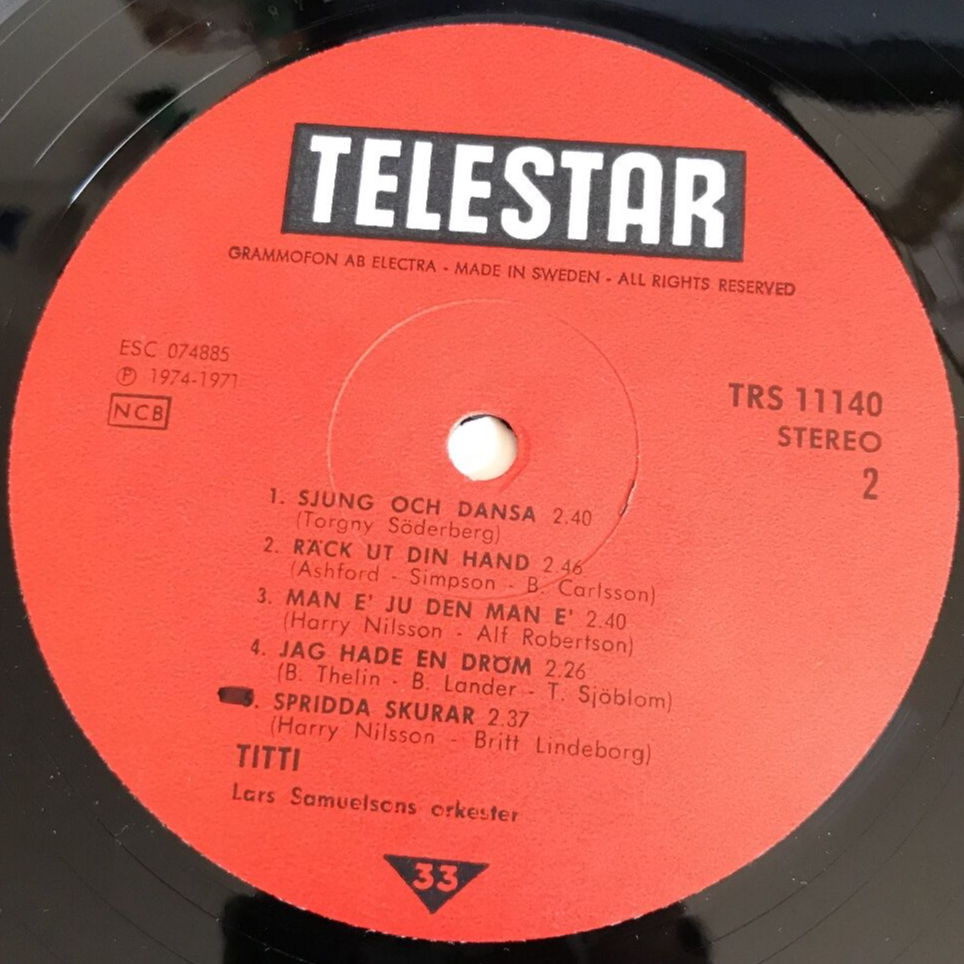 TELESTAR
GRAMMOFON AB ELECTRA - MADE IN SWEDEN - ALL RIGHTS RESERVED
ESC 074885
Ⓟ 1974-1971
NCB
TRS 11140
STEREO
2
1. SJUNG OCH DANSA 2.40
(Torgny Söderberg)
2. RÄCK UT DIN HAND 2.46
(Ashford - Simpson - B. Carlsson)
3. MAN E' JU DEN MAN E' 2.40
(Harry Nilsson - Alf Robertson)
4. JAG HADE EN DRÖM 2.26
(B. Thelin - B. Lander - T. Sjöblom)
5. SPRIDDA SKURAR 2.37
(Harry Nilsson - Britt Lindeborg)
TITTI
Lars Samuelsons orkester
33